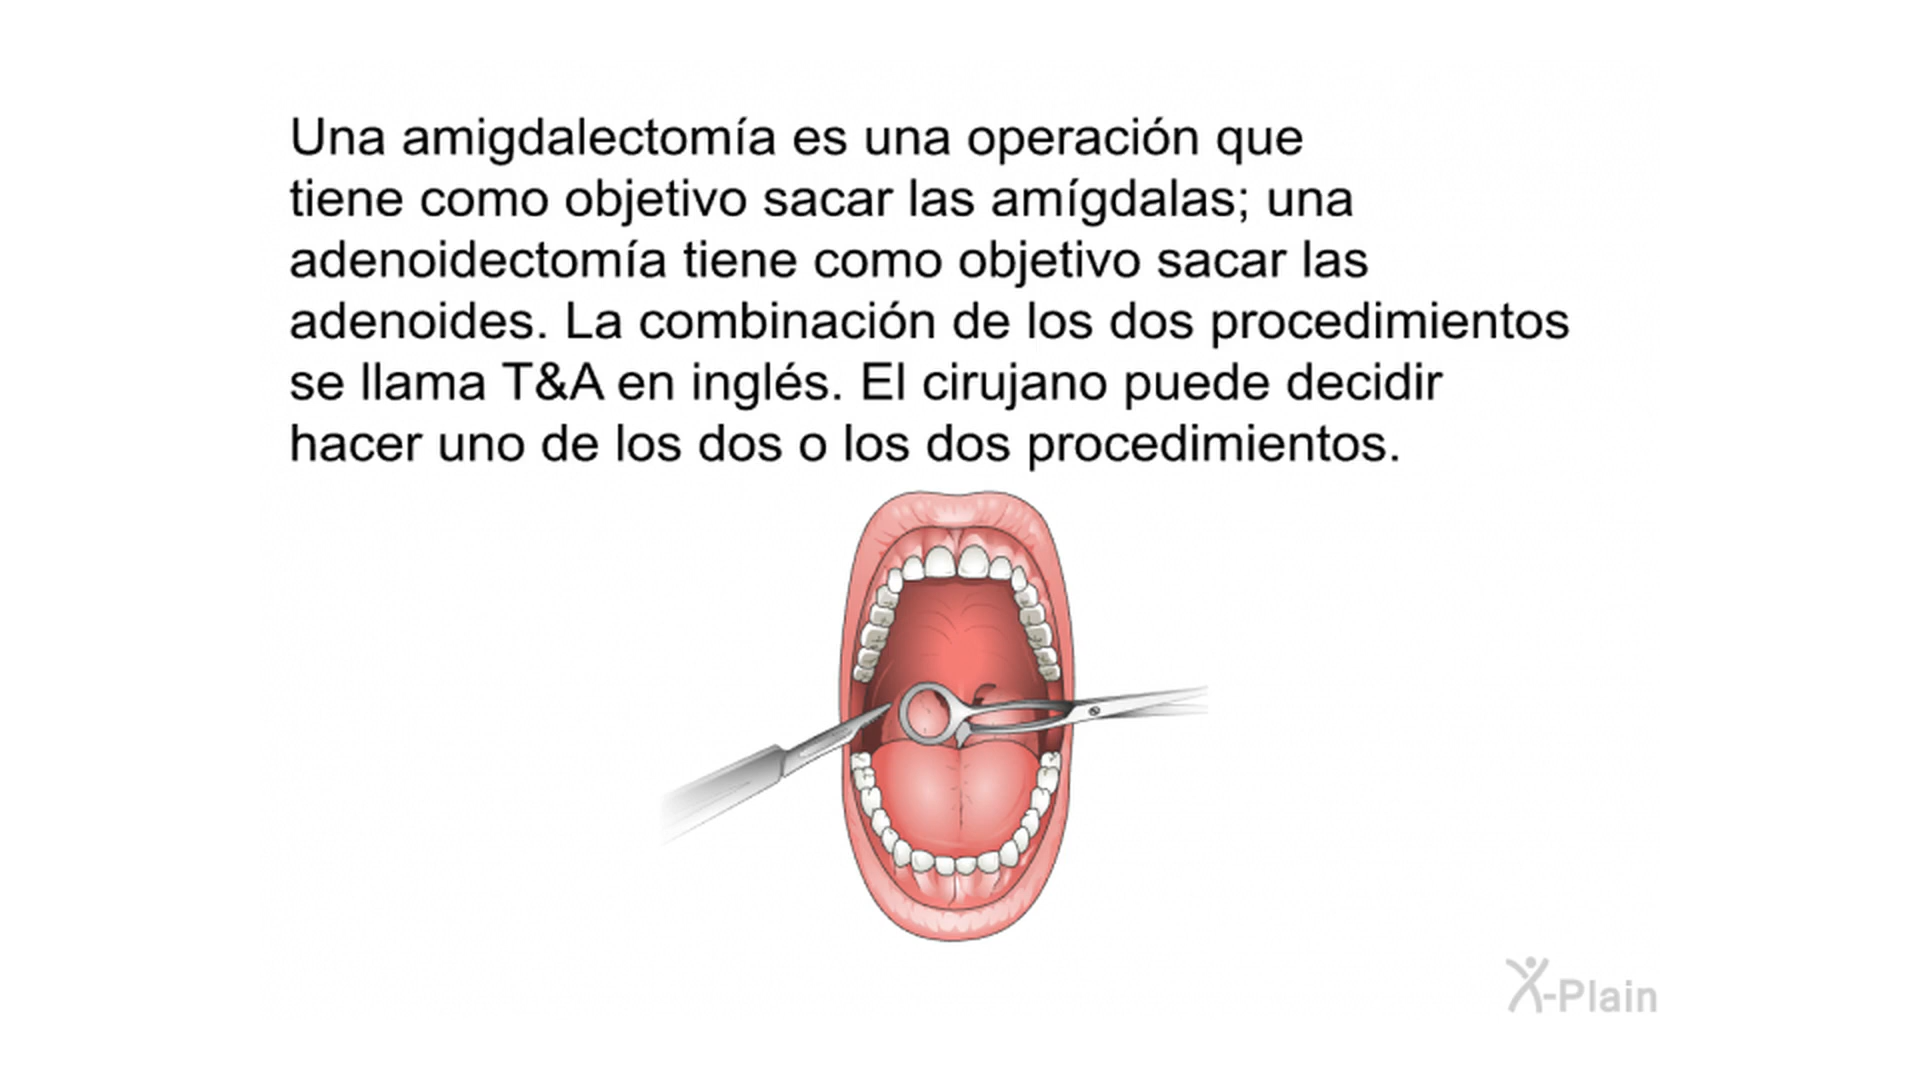 Una amigdalectomía es una operación que
tiene como objetivo sacar las amígdalas; una
adenoidectomía tiene como objetivo sacar las
adenoides. La combinación de los dos procedimientos
se llama T&A en inglés. El cirujano puede decidir
hacer uno de los dos o los dos procedimientos.
X-Plain